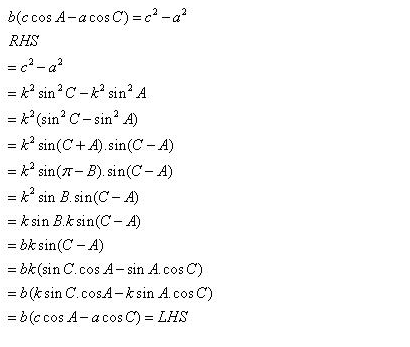 b(c cos A − a cos C) = c² − a²
RHS
= c² − a²
= k² sin² C − k² sin² A
= k²(sin² C − sin² A)
= k² sin(C + A).sin(C − A)
= k² sin(π − B).sin(C − A)
= k² sin B.sin(C − A)
= k sin B.k sin(C − A)
= bk sin(C − A)
= bk(sin C.cos A − sin A.cos C)
= b(k sin C.cosA − k sin A.cos C)
= b(c cos A − a cos C) = LHS